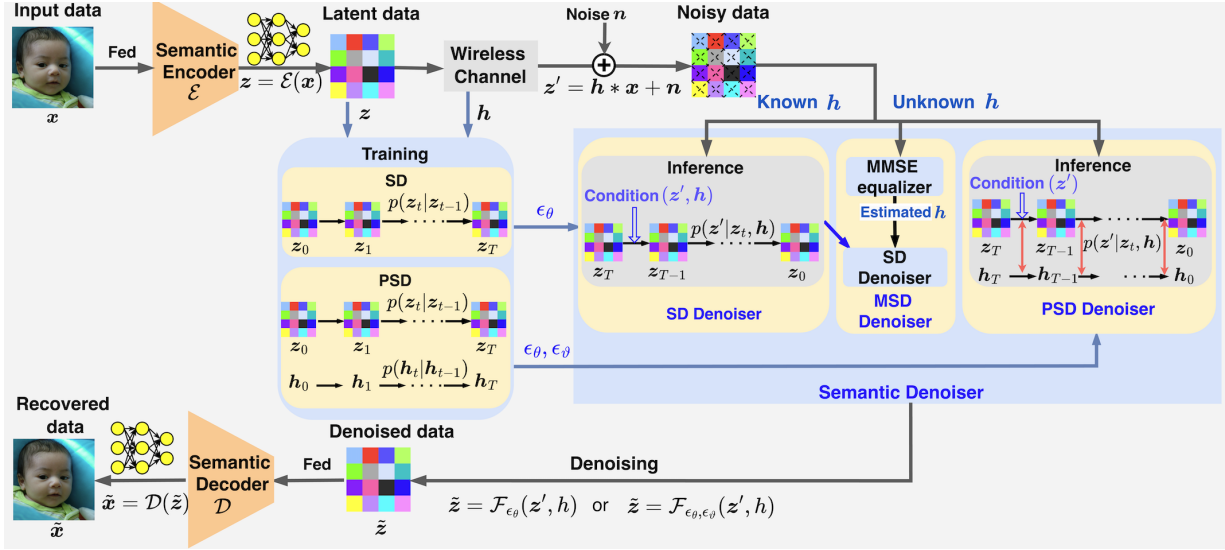 Input data
Fed
Semantic
Encoder
ℰ
x
z = ℰ(x)
Latent data
z
Wireless
Channel
h
Noise n
z′ = h ∗ x + n
Noisy data
Known h
Unknown h
Training
SD
p(z_t|z_{t−1})
z_0 z_1 z_T
PSD
p(z_t|z_{t−1})
z_0 z_1 z_T
p(h_t|h_{t−1})
h_0 h_1 h_T
ϵ_θ
ϵ_θ, ϵ_ϑ
Inference
Condition (z′, h)
p(z′|z_t, h)
z_T z_{T−1} z_0
SD Denoiser
MMSE
equalizer
Estimated h
SD
Denoiser
MSD
Denoiser
Inference
Condition (z′)
z_T z_{T−1} p(z′|z_t, h) z_0
h_T h_{T−1} h_0
PSD Denoiser
Semantic Denoiser
Recovered
data
x̃
x̃ = 𝒟(z̃)
Semantic
Decoder
𝒟
Fed
Denoised data
z̃
Denoising
z̃ = ℱ_{ϵ_θ}(z′, h) or z̃ = ℱ_{ϵ_θ,ϵ_ϑ}(z′, h)